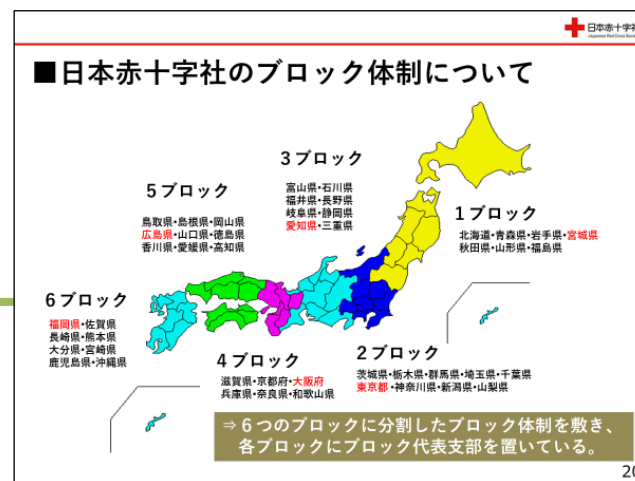 日本赤十字社
Japanese Red Cross Society
■日本赤十字社のブロック体制について
3ブロック
富山県・石川県
福井県・長野県
岐阜県・静岡県
愛知県・三重県
5ブロック
鳥取県・島根県・岡山県
広島県・山口県・徳島県
香川県・愛媛県・高知県
1ブロック
北海道・青森県・岩手県・宮城県
秋田県・山形県・福島県
6ブロック
福岡県・佐賀県
長崎県・熊本県
大分県・宮崎県
鹿児島県・沖縄県
4ブロック
滋賀県・京都府・大阪府
兵庫県・奈良県・和歌山県
2ブロック
茨城県・栃木県・群馬県・埼玉県・千葉県
東京都・神奈川県・新潟県・山梨県
⇒6つのブロックに分割したブロック体制を敷き、
各ブロックにブロック代表支部を置いている。
20